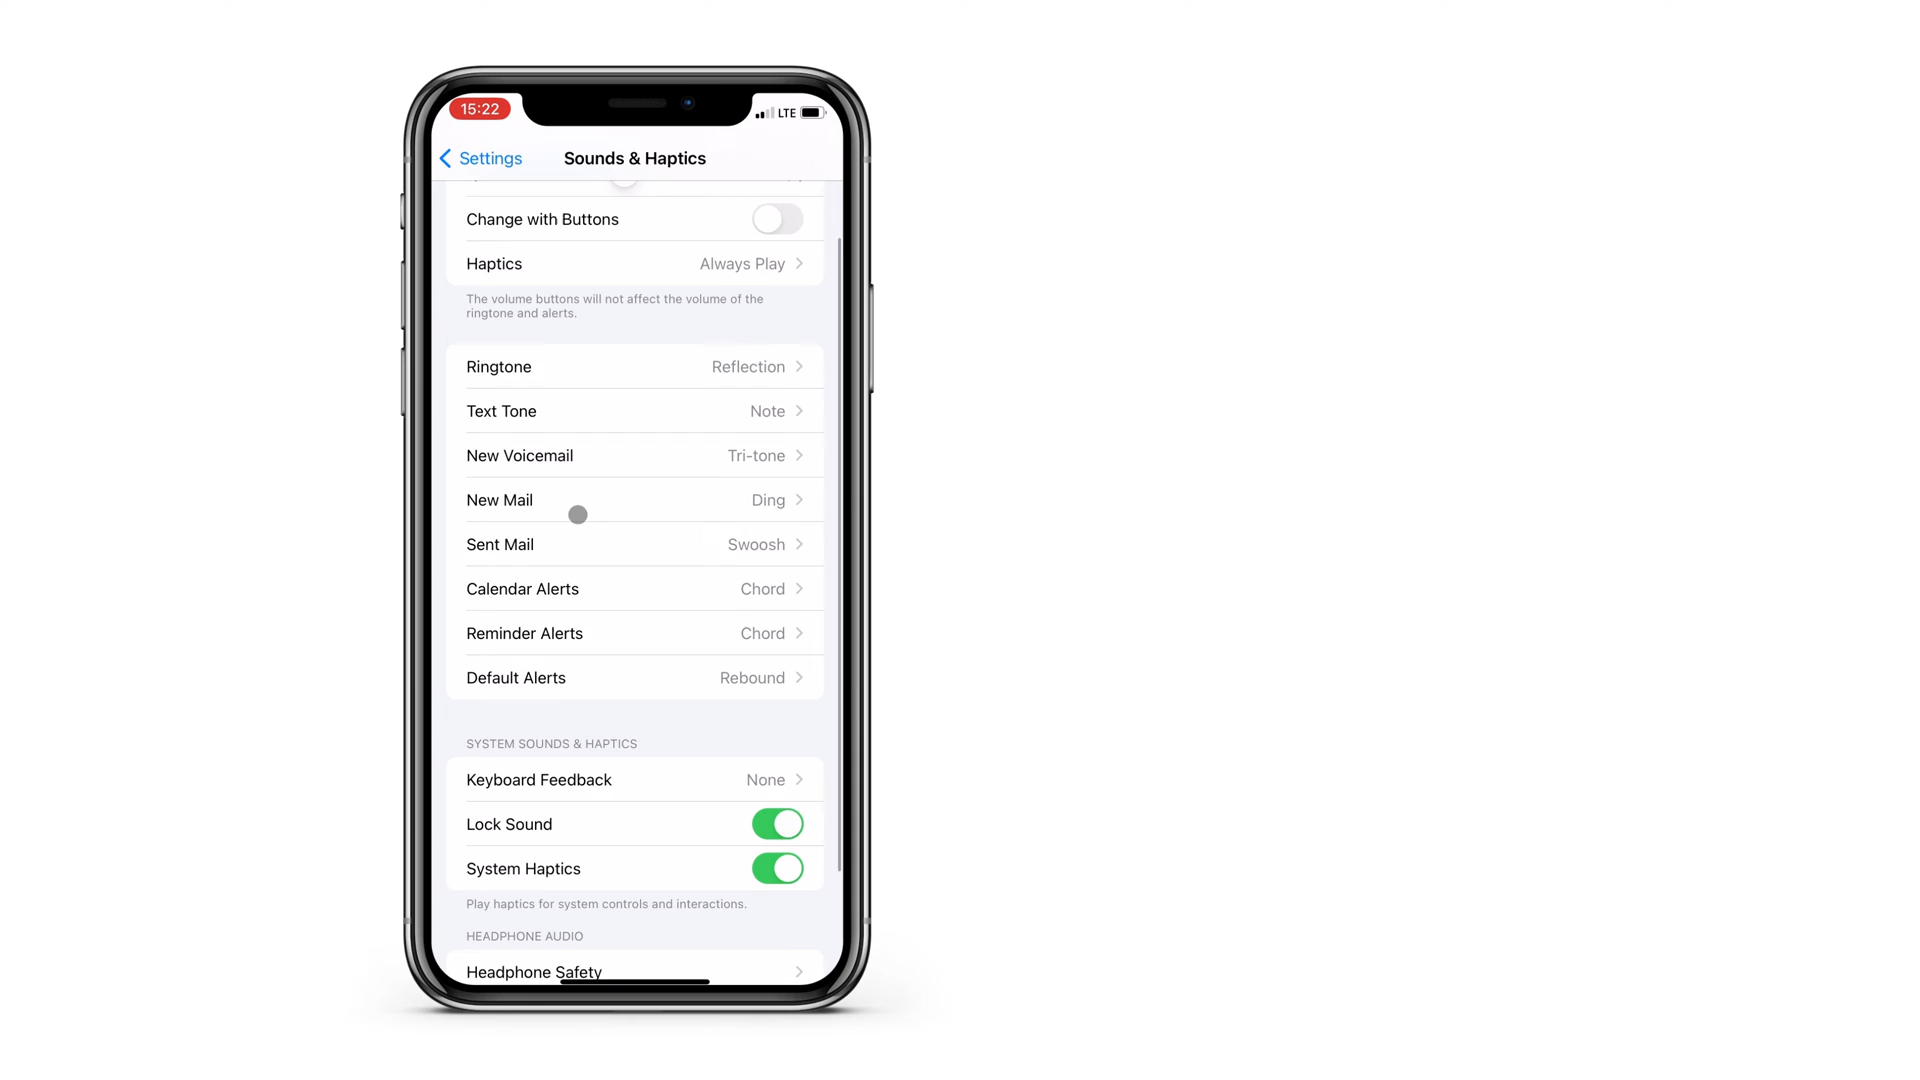 15:22
LTE
Settings
Sounds & Haptics
Change with Buttons
Haptics Always Play
The volume buttons will not affect the volume of the
ringtone and alerts.
Ringtone Reflection
Text Tone Note
New Voicemail Tri-tone
New Mail Ding
Sent Mail Swoosh
Calendar Alerts Chord
Reminder Alerts Chord
Default Alerts Rebound
SYSTEM SOUNDS & HAPTICS
Keyboard Feedback None
Lock Sound
System Haptics
Play haptics for system controls and interactions.
HEADPHONE AUDIO
Headphone Safety